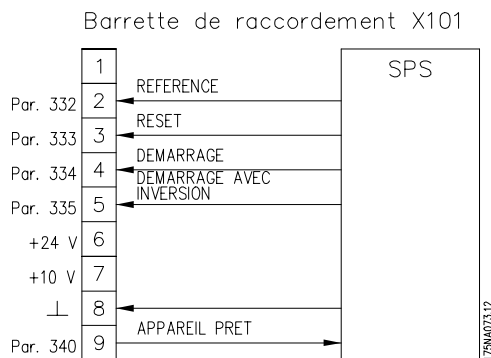 Barrette de raccordement X101
1
SPS
REFERENCE
Par. 332 2
RESET
Par. 333 3
DEMARRAGE
Par. 334 4
DEMARRAGE AVEC
INVERSION
Par. 335 5
+24 V 6
+10 V 7
⊥ 8
APPAREIL PRET
Par. 340 9
175NA073.12